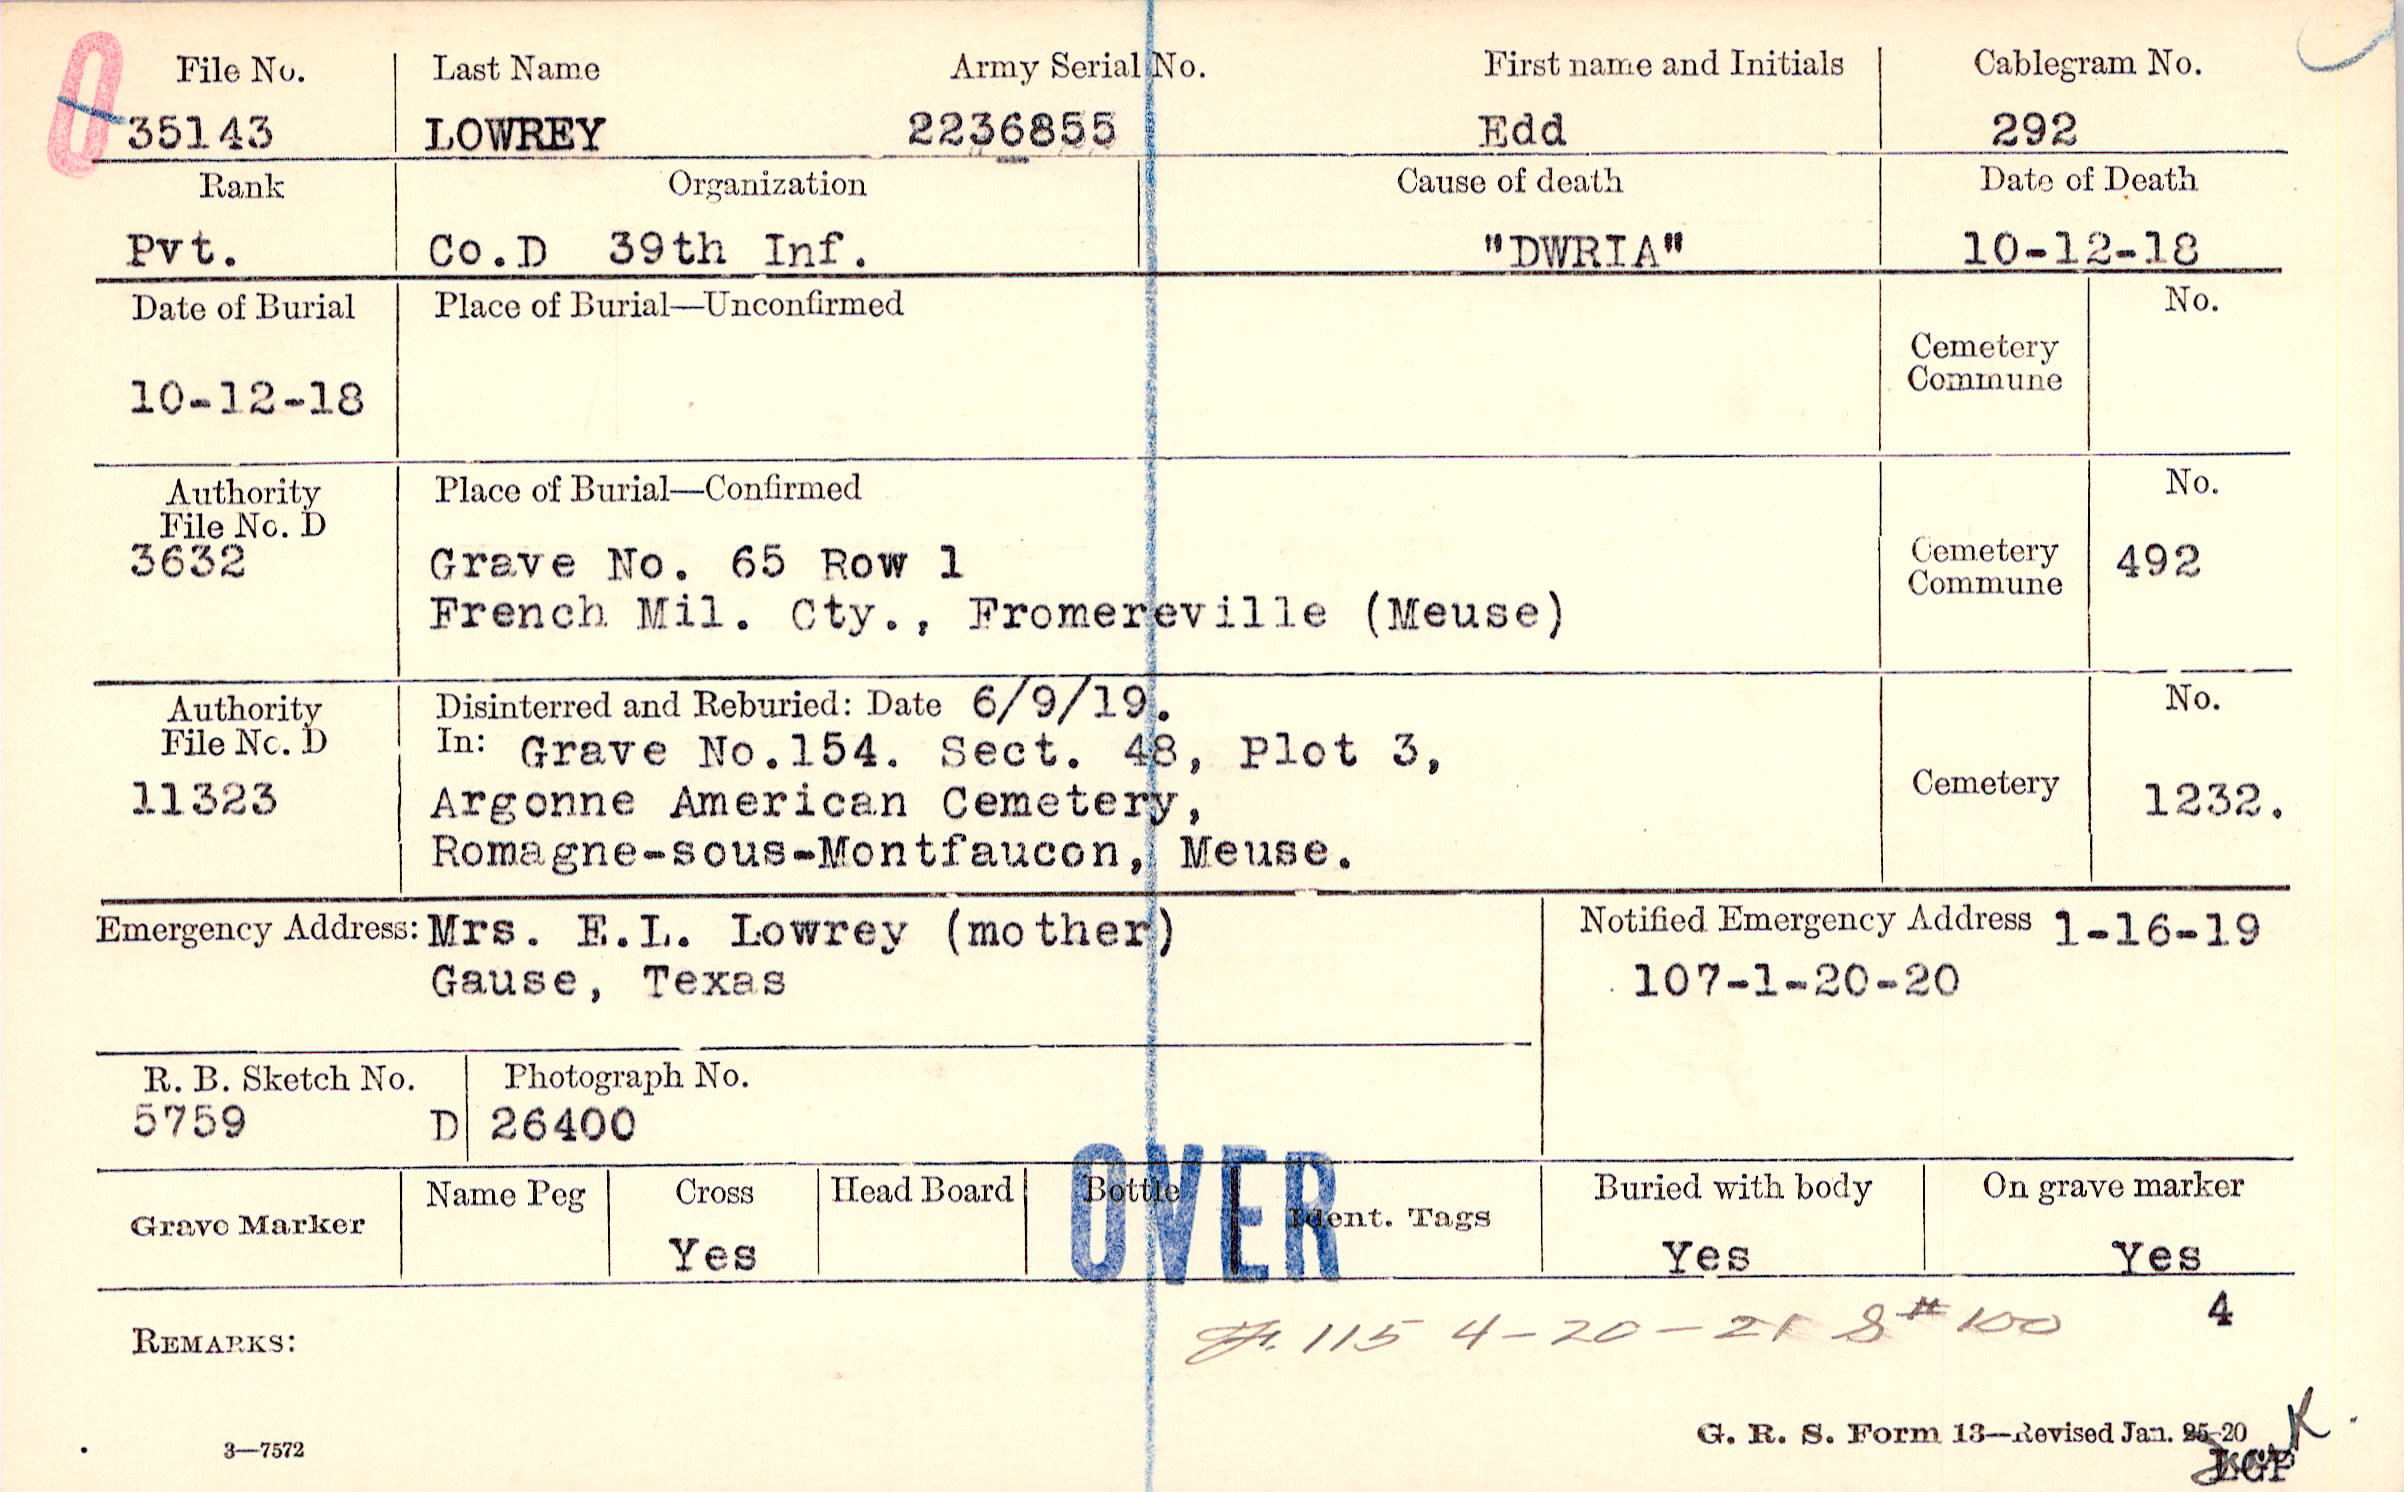 File No. Last Name Army Serial No. First name and Initials Cablegram No.
35143 LOWREY 2236855 Edd 292
Rank Organization Cause of death Date of Death
Pvt. Co.D 39th Inf. "DWRIA" 10-12-18
Date of Burial Place of Burial—Unconfirmed No.
Cemetery
Commune
10-12-18
Authority Place of Burial—Confirmed No.
File No. D
3632 Grave No. 65 Row 1 Cemetery 492
Commune
French Mil. Cty., Fromereville (Meuse)
Authority Disinterred and Reburied: Date 6/9/19. No.
File No. D In: Grave No.154. Sect. 48, Plot 3,
11323 Argonne American Cemetery, Cemetery 1232.
Romagne-sous-Montfaucon, Meuse.
Emergency Address: Mrs. E.L. Lowrey (mother) Notified Emergency Address 1-16-19
Gause, Texas 107-1-20-20
R. B. Sketch No. Photograph No.
5759 D 26400
OVER
Grave Marker Name Peg Cross Head Board Bottle Ident. Tags Buried with body On grave marker
Yes Yes Yes
4
REMARKS: 115 4-20-21 S #100
3—7572 G. R. S. Form 13—Revised Jan. 25-20
K.
LGP